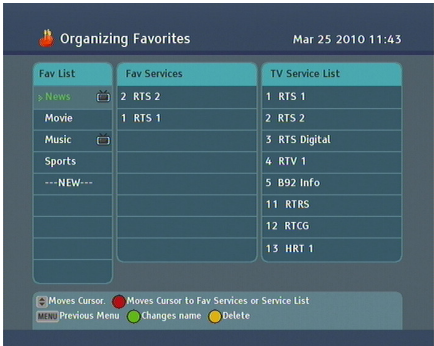 Organizing Favorites Mar 25 2010 11:43
Fav List Fav Services TV Service List
News 2 RTS 2 1 RTS 1
Movie 1 RTS 1 2 RTS 2
Music 3 RTS Digital
Sports 4 RTV 1
---NEW--- 5 B92 Info
11 RTRS
12 RTCG
13 HRT 1
Moves Cursor. Moves Cursor to Fav Services or Service List
MENU Previous Menu Changes name Delete